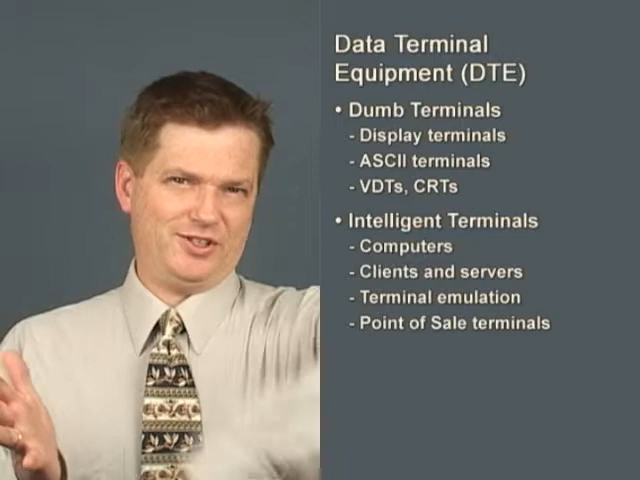 Data Terminal
Equipment (DTE)
• Dumb Terminals
- Display terminals
- ASCII terminals
- VDTs, CRTs
• Intelligent Terminals
- Computers
- Clients and servers
- Terminal emulation
- Point of Sale terminals